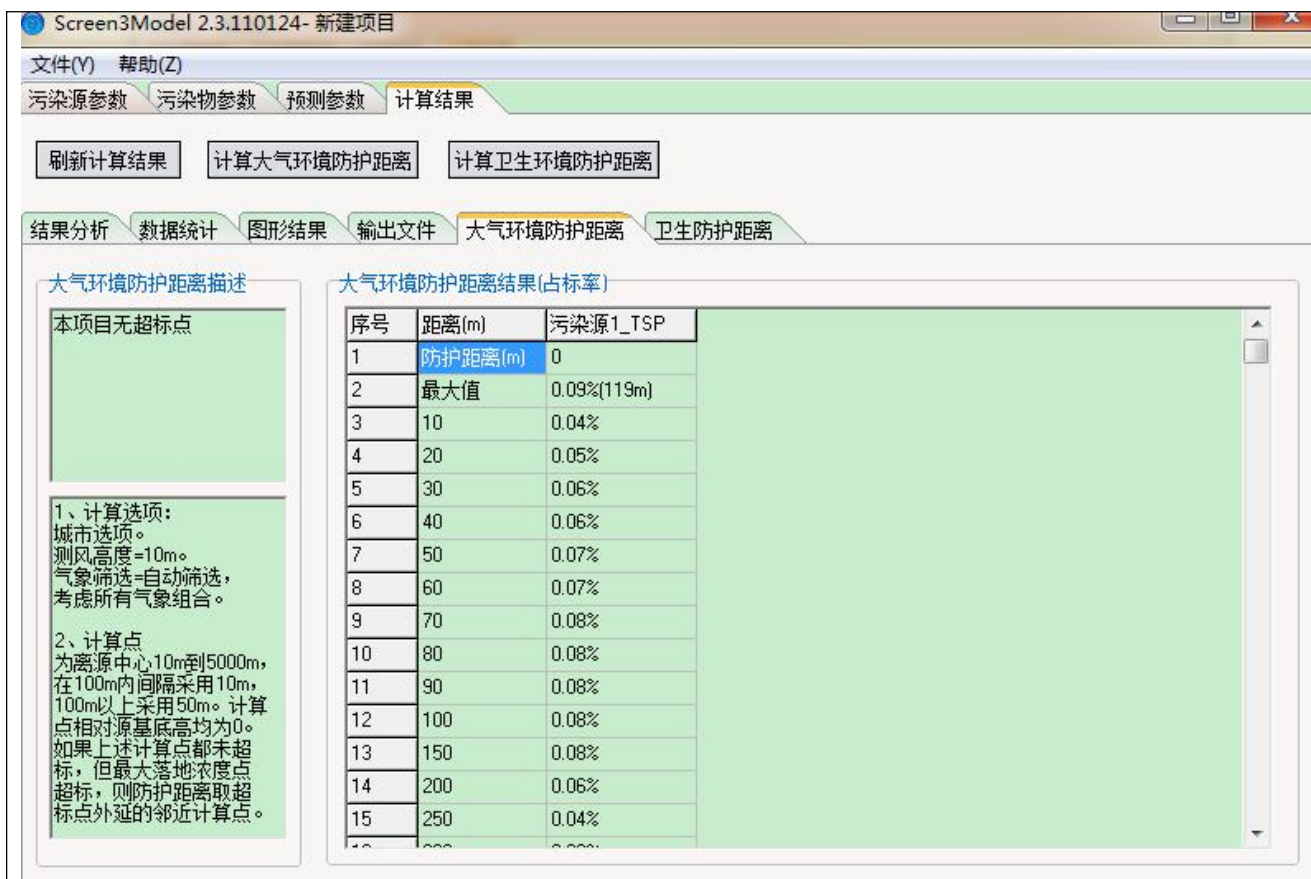 Screen3Model 2.3.110124- 新建项目
文件(Y) 帮助(Z)
污染源参数 污染物参数 预测参数 计算结果
刷新计算结果 计算大气环境防护距离 计算卫生环境防护距离
结果分析 数据统计 图形结果 输出文件 大气环境防护距离 卫生防护距离
大气环境防护距离描述
本项目无超标点
1、计算选项：
城市选项。
测风高度=10m。
气象筛选=自动筛选，
考虑所有气象组合。
2、计算点
为离源中心10m到5000m，
在100m内间隔采用10m，
100m以上采用50m。计算
点相对源基底高均为0。
如果上述计算点都未超
标，但最大落地浓度点
超标，则防护距离取超
标点外延的邻近计算点。
大气环境防护距离结果(占标率)
序号 距离(m) 污染源1_TSP
1 防护距离(m) 0
2 最大值 0.09%(119m)
3 10 0.04%
4 20 0.05%
5 30 0.06%
6 40 0.06%
7 50 0.07%
8 60 0.07%
9 70 0.08%
10 80 0.08%
11 90 0.08%
12 100 0.08%
13 150 0.08%
14 200 0.06%
15 250 0.04%